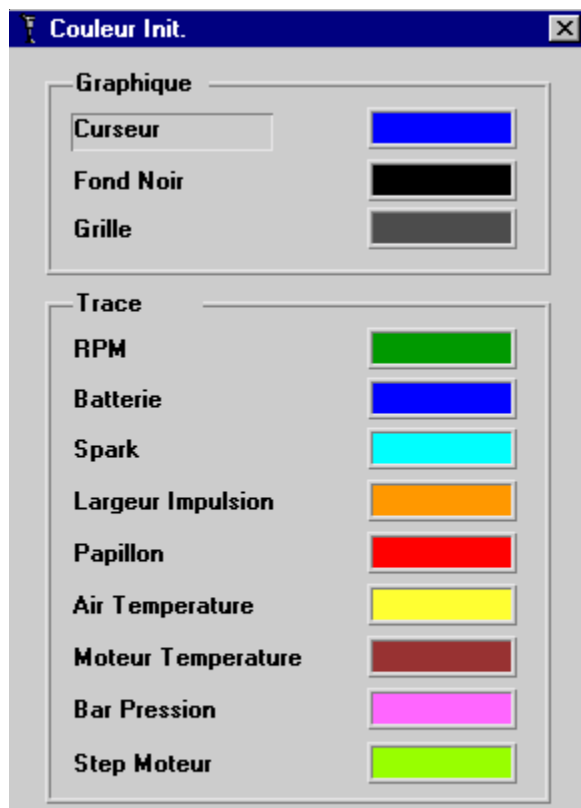 Couleur Init.
Graphique
Curseur
Fond Noir
Grille
Trace
RPM
Batterie
Spark
Largeur Impulsion
Papillon
Air Temperature
Moteur Temperature
Bar Pression
Step Moteur